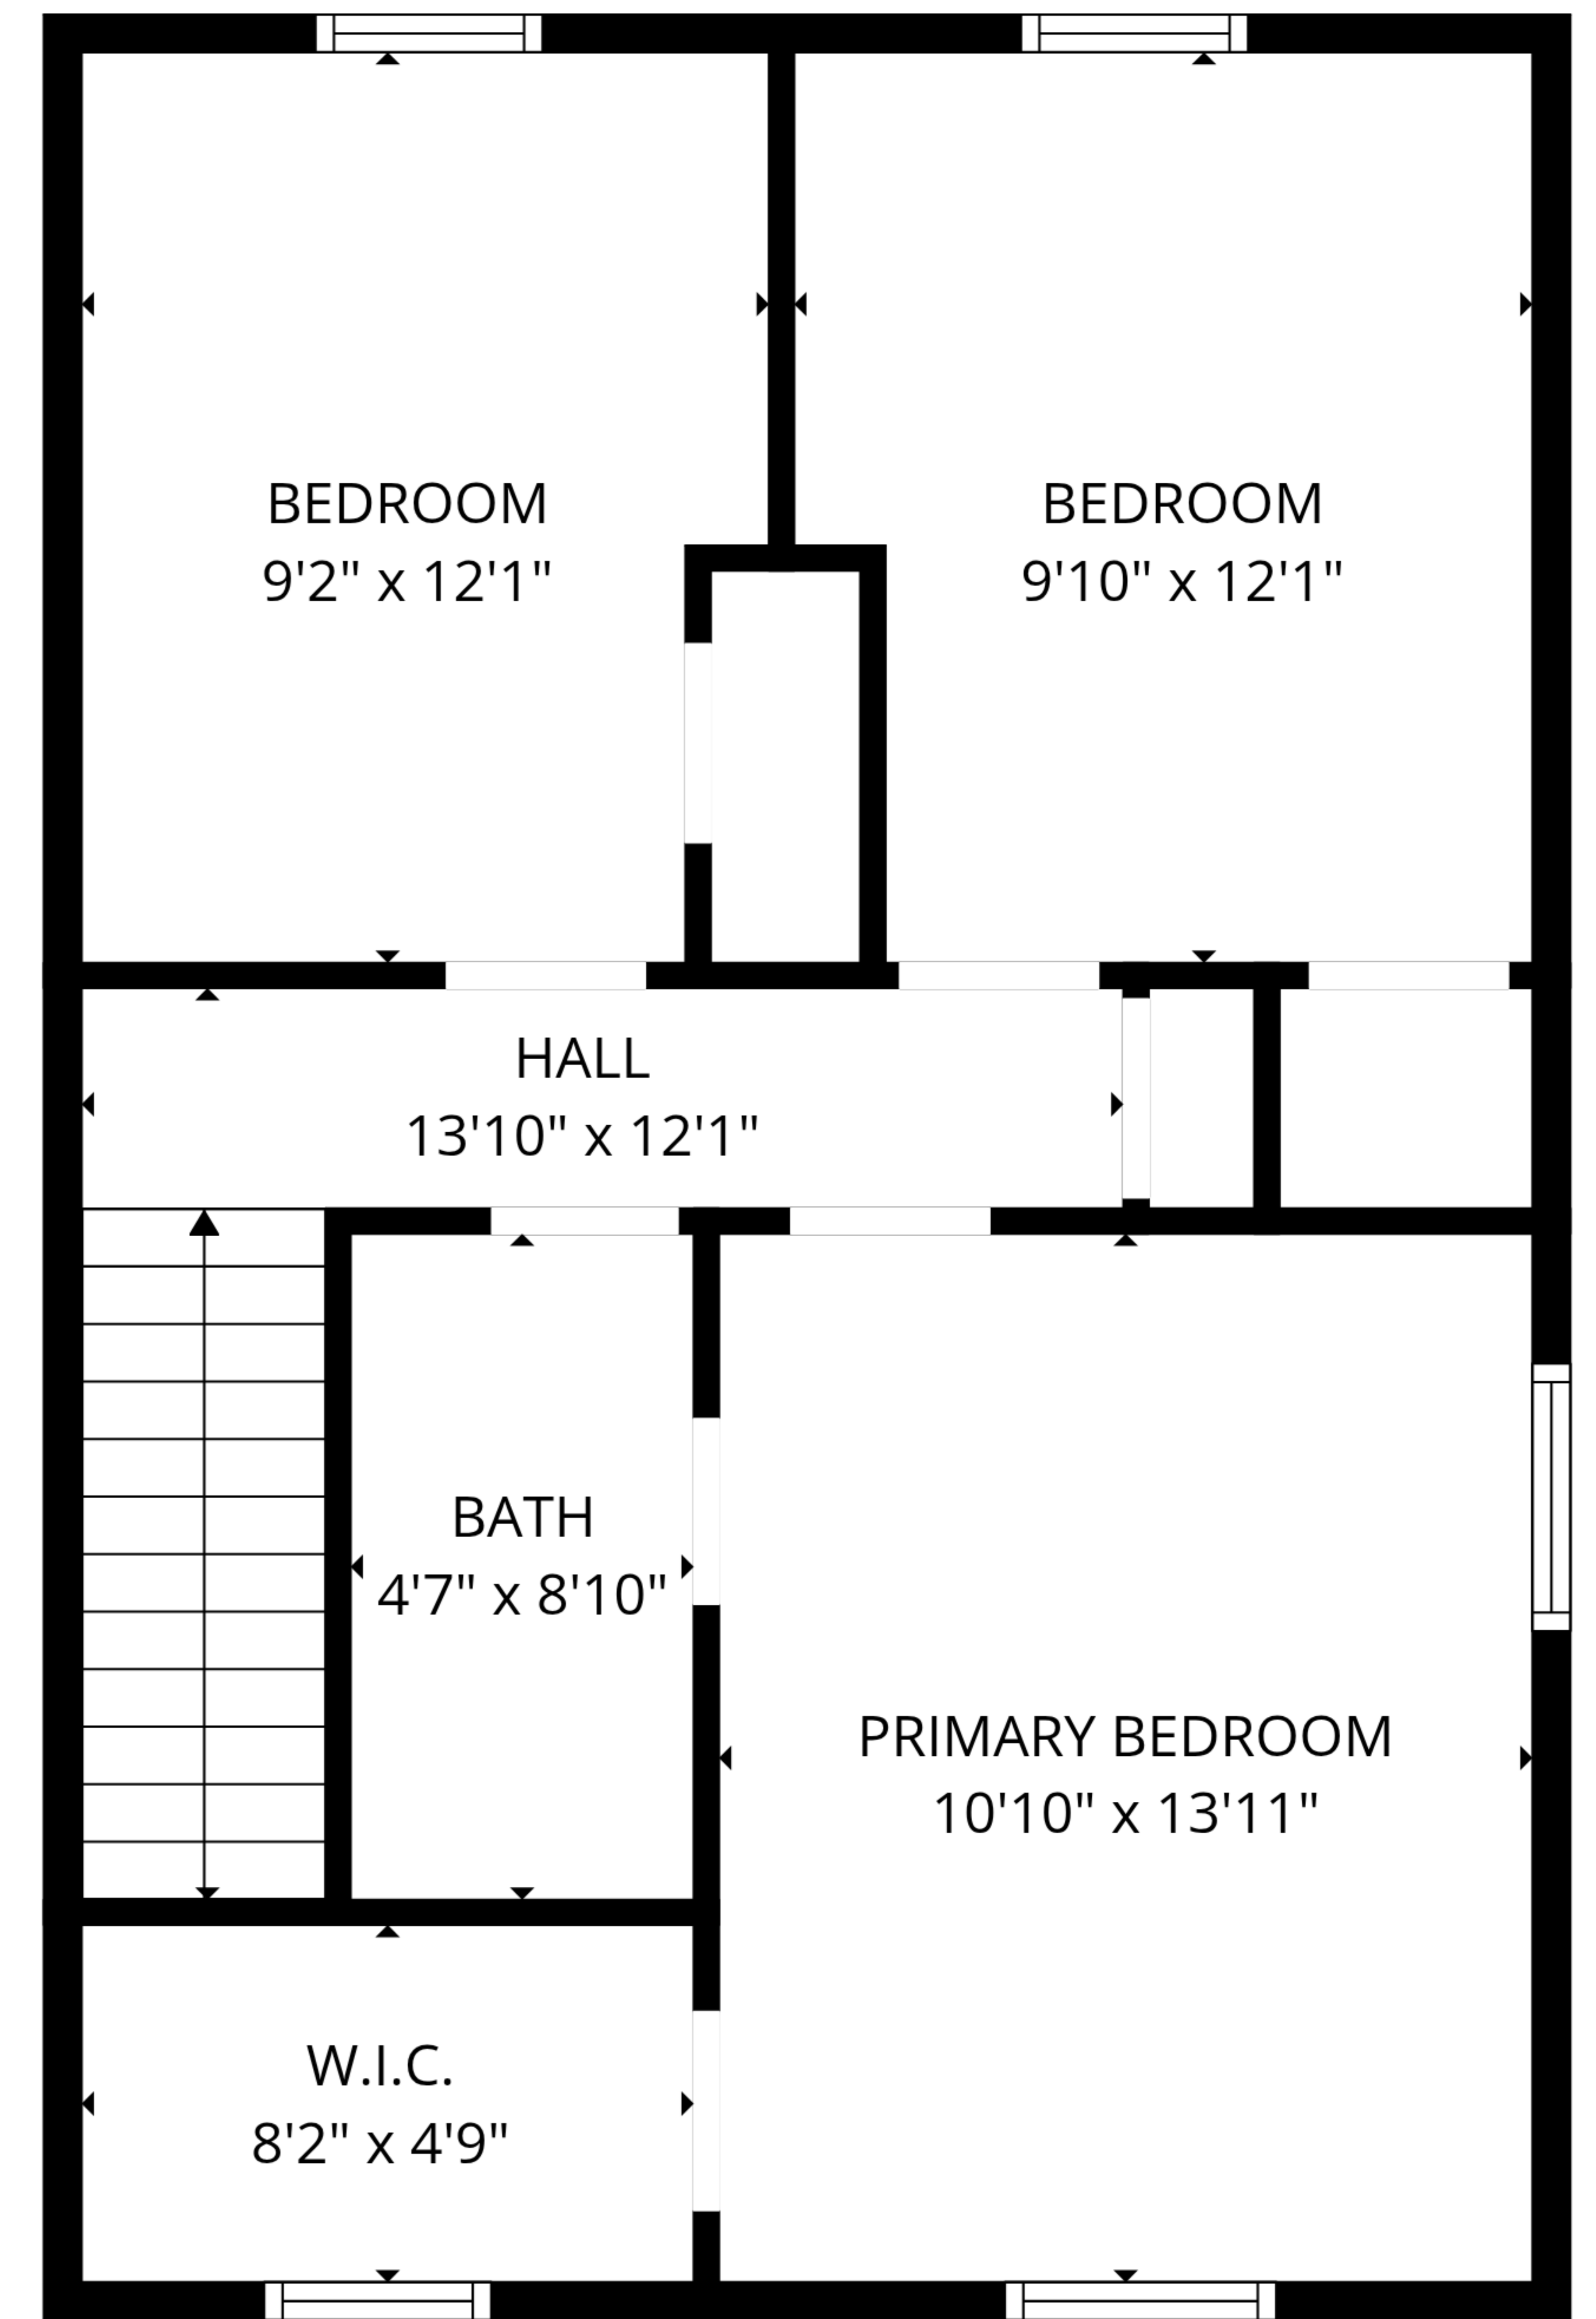 BEDROOM
9'2" x 12'1"
BEDROOM
9'10" x 12'1"
HALL
13'10" x 12'1"
BATH
4'7" x 8'10"
PRIMARY BEDROOM
10'10" x 13'11"
W.I.C.
8'2" x 4'9"